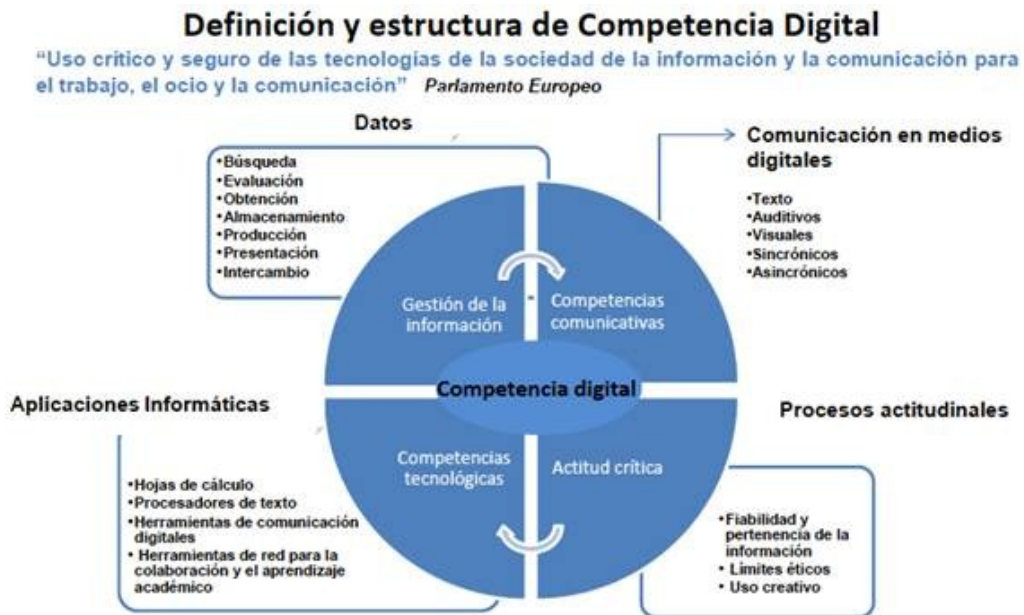 Definición y estructura de Competencia Digital
“Uso critico y seguro de las tecnologías de la sociedad de la información y la comunicación para
el trabajo, el ocio y la comunicación” Parlamento Europeo
Datos
•Búsqueda
•Evaluación
•Obtención
•Almacenamiento
•Producción
•Presentación
•Intercambio
Comunicación en medios
digitales
•Texto
•Auditivos
•Visuales
•Sincrónicos
•Asincrónicos
Gestión de la
información
Competencias
comunicativas
Competencia digital
Competencias
tecnológicas
Actitud crítica
Aplicaciones Informáticas
•Hojas de cálculo
•Procesadores de texto
•Herramientas de comunicación
digitales
• Herramientas de red para la
colaboración y el aprendizaje
académico
Procesos actitudinales
• Fiabilidad y
pertenencia de la
información
• Límites éticos
• Uso creativo